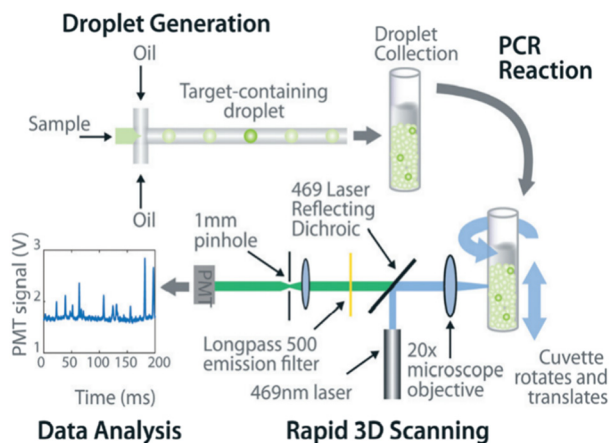 Droplet Generation
Oil
Sample
Target-containing
droplet
Oil
Droplet
Collection
PCR
Reaction
469 Laser
Reflecting
Dichroic
1mm
pinhole
PMT
Longpass 500
emission filter
469nm laser
20x
microscope
objective
Cuvette
rotates and
translates
PMT signal (V)
3
2
1
0
50
100
150
200
Time (ms)
Data Analysis
Rapid 3D Scanning